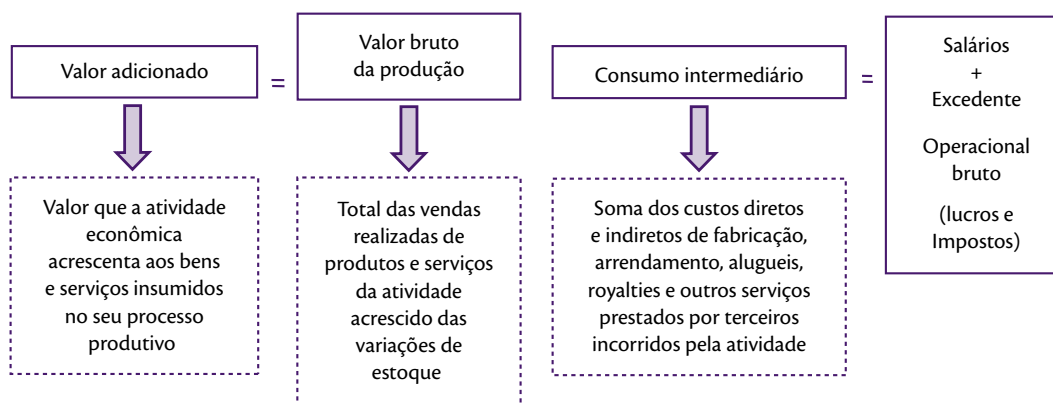 Valor adicionado
=
Valor bruto
da produção
Consumo intermediário
=
Salários
+
Excedente
Operacional
bruto
(lucros e
Impostos)
Valor que a atividade
econômica
acrescenta aos bens
e serviços insumidos
no seu processo
produtivo
Total das vendas
realizadas de
produtos e serviços
da atividade
acrescido das
variações de
estoque
Soma dos custos diretos
e indiretos de fabricação,
arrendamento, alugueis,
royalties e outros serviços
prestados por terceiros
incorridos pela atividade